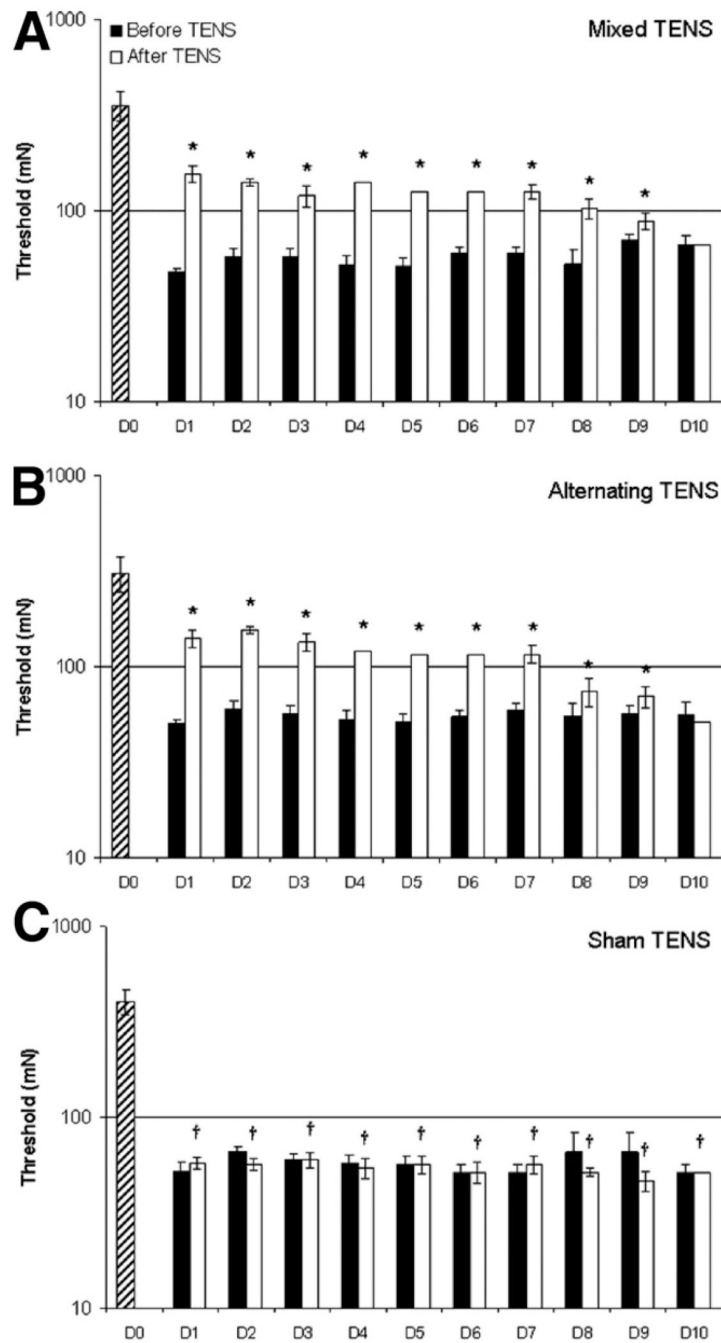 A
1000
Before TENS
After TENS
Mixed TENS
* * * * * * * * *
Threshold (mN)
100
10
D0 D1 D2 D3 D4 D5 D6 D7 D8 D9 D10
B
1000
Alternating TENS
* * * * * * * * *
Threshold (mN)
100
10
D0 D1 D2 D3 D4 D5 D6 D7 D8 D9 D10
C
1000
Sham TENS
Threshold (mN)
100
† † † † † † † † † †
10
D0 D1 D2 D3 D4 D5 D6 D7 D8 D9 D10